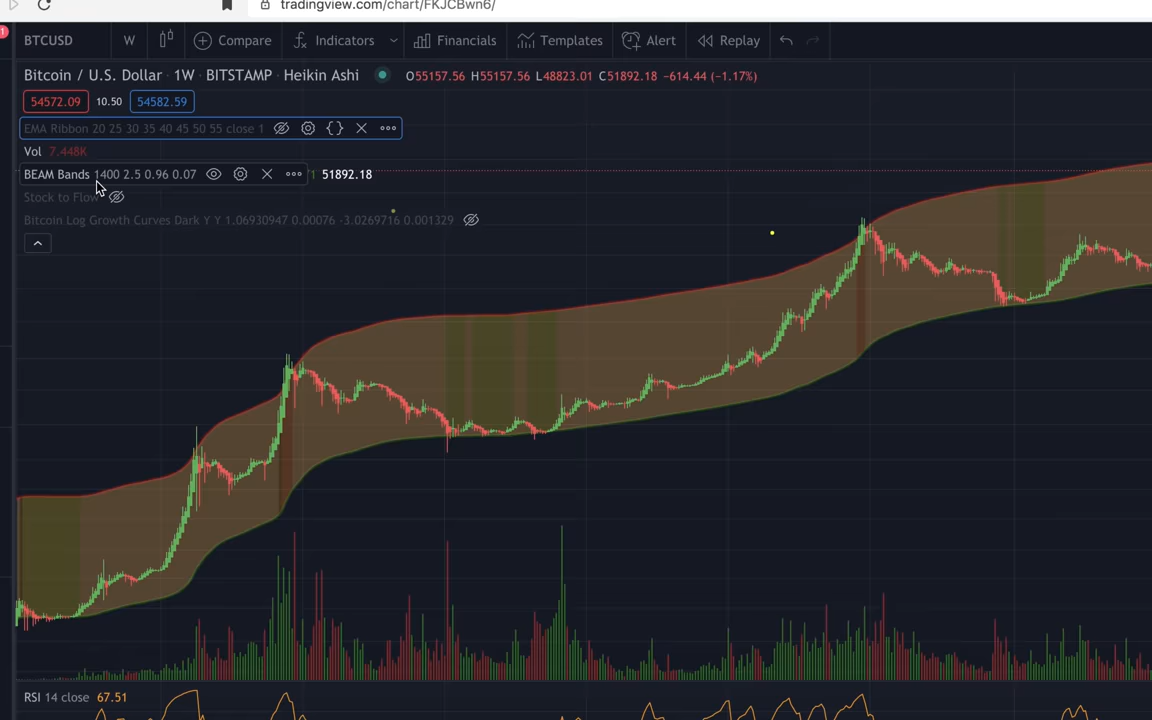 tradingview.com/chart/FKJCBwn6/
1
BTCUSD W Compare Indicators Financials Templates Alert Replay
Bitcoin / U.S. Dollar · 1W · BITSTAMP · Heikin Ashi O55157.56 H55157.56 L48823.01 C51892.18 −614.44 (−1.17%)
54572.09 10.50 54582.59
EMA Ribbon 20 25 30 35 40 45 50 55 close 1
Vol 7.448K
BEAM Bands 1400 2.5 0.96 0.07 1 51892.18
Stock to Flow
Bitcoin Log Growth Curves Dark Y Y 1.06930947 0.00076 -3.0269716 0.001329
RSI 14 close 67.51